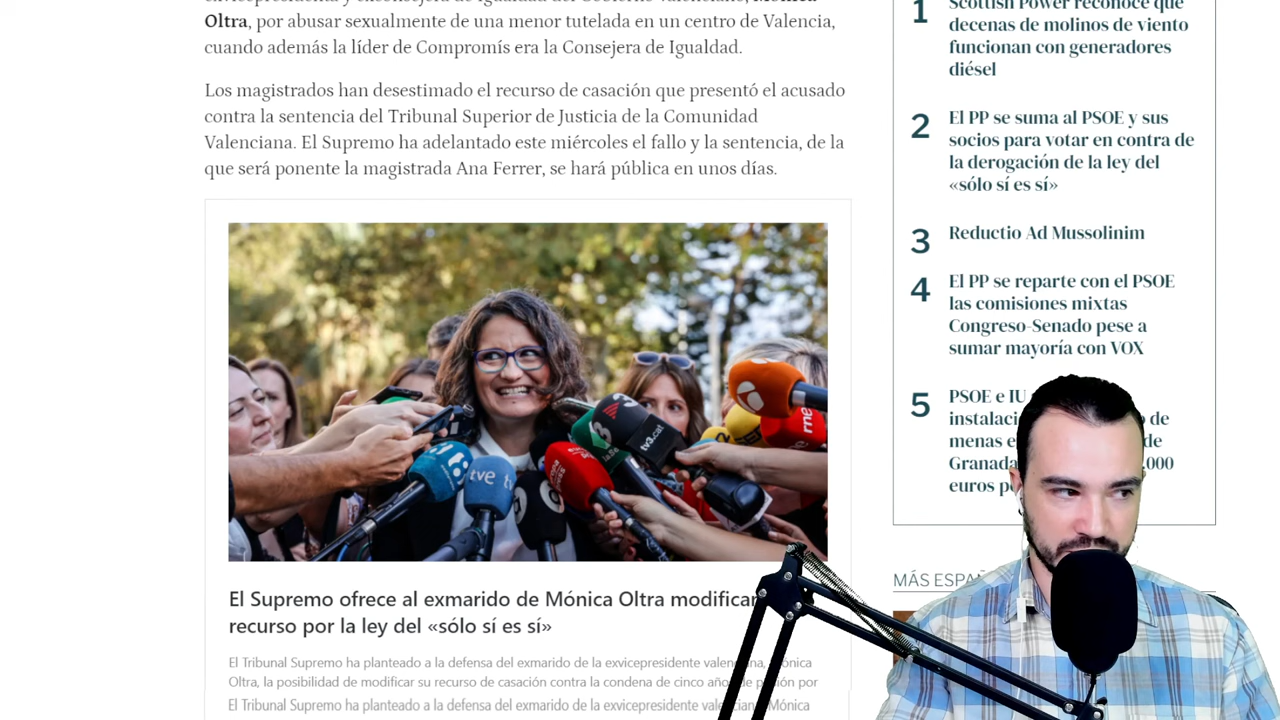 Oltra, por abusar sexualmente de una menor tutelada en un centro de Valencia,
cuando además la líder de Compromís era la Consejera de Igualdad.
Los magistrados han desestimado el recurso de casación que presentó el acusado
contra la sentencia del Tribunal Superior de Justicia de la Comunidad
Valenciana. El Supremo ha adelantado este miércoles el fallo y la sentencia, de la
que será ponente la magistrada Ana Ferrer, se hará pública en unos días.
tve
tv3.cat
rne
El Supremo ofrece al exmarido de Mónica Oltra modificar
recurso por la ley del «sólo sí es sí»
El Tribunal Supremo ha planteado a la defensa del exmarido de la exvicepresidente
Oltra, la posibilidad de modificar su recurso de casación contra la condena de cinco por
El Tribunal Supremo ha planteado a la defensa del exmarido de la exvicepresidente Mónica
1 Scottish Power reconoce que
decenas de molinos de viento
funcionan con generadores
diésel
2 El PP se suma al PSOE y sus
socios para votar en contra de
la derogación de la ley del
«sólo sí es sí»
3 Reductio Ad Mussolinim
4 El PP se reparte con el PSOE
las comisiones mixtas
Congreso-Senado pese a
sumar mayoría con VOX
5 PSOE e IU
de
menas de
Granada .000
euros
MÁS